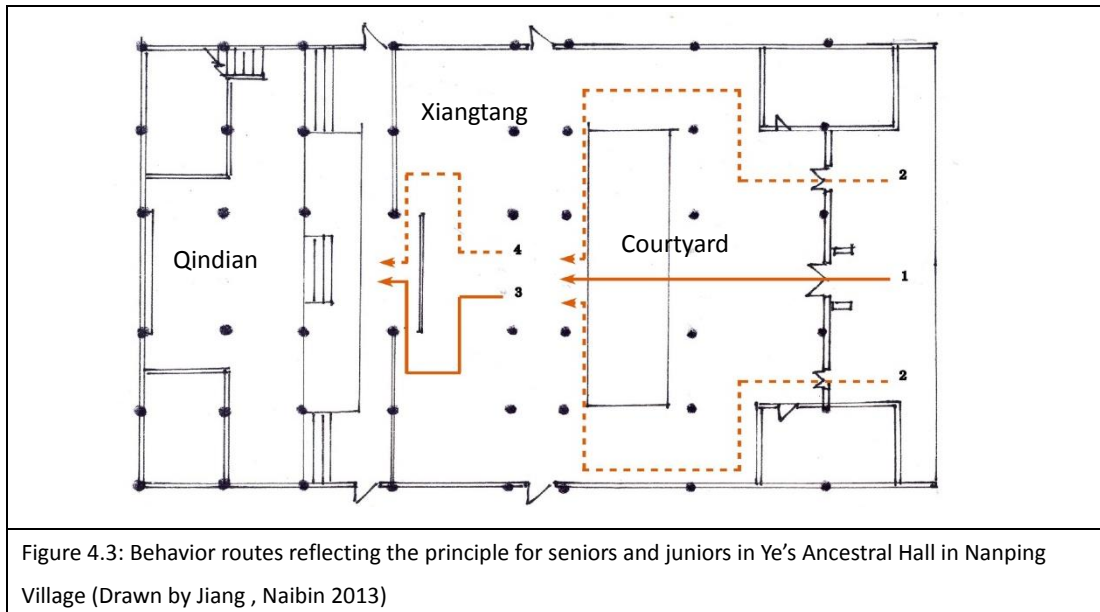 Xiangtang
2
4
Courtyard
Qindian
1
3
2
Figure 4.3: Behavior routes reflecting the principle for seniors and juniors in Ye’s Ancestral Hall in Nanping
Village (Drawn by Jiang , Naibin 2013)